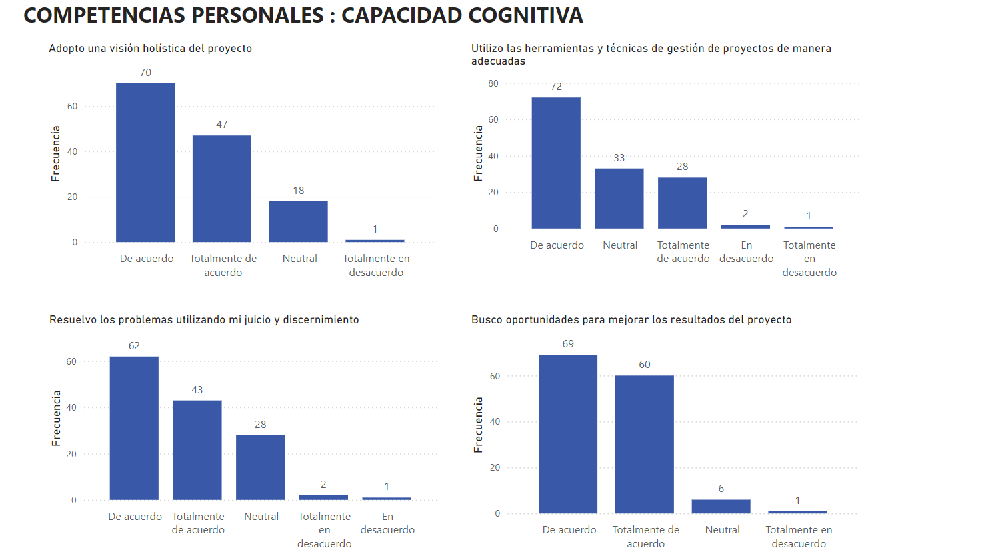 COMPETENCIAS PERSONALES : CAPACIDAD COGNITIVA
Adopto una visión holística del proyecto
Frecuencia
60
40
20
0
70
47
18
1
De acuerdo
Totalmente de
acuerdo
Neutral
Totalmente en
desacuerdo
Utilizo las herramientas y técnicas de gestión de proyectos de manera
adecuadas
Frecuencia
80
60
40
20
0
72
33
28
2
1
De acuerdo
Neutral
Totalmente
de acuerdo
En
desacuerdo
Totalmente
en
desacuerdo
Resuelvo los problemas utilizando mi juicio y discernimiento
Frecuencia
60
40
20
0
62
43
28
2
1
De acuerdo
Totalmente
de acuerdo
Neutral
Totalmente
en
desacuerdo
En
desacuerdo
Busco oportunidades para mejorar los resultados del proyecto
Frecuencia
60
40
20
0
69
60
6
1
De acuerdo
Totalmente de
acuerdo
Neutral
Totalmente en
desacuerdo